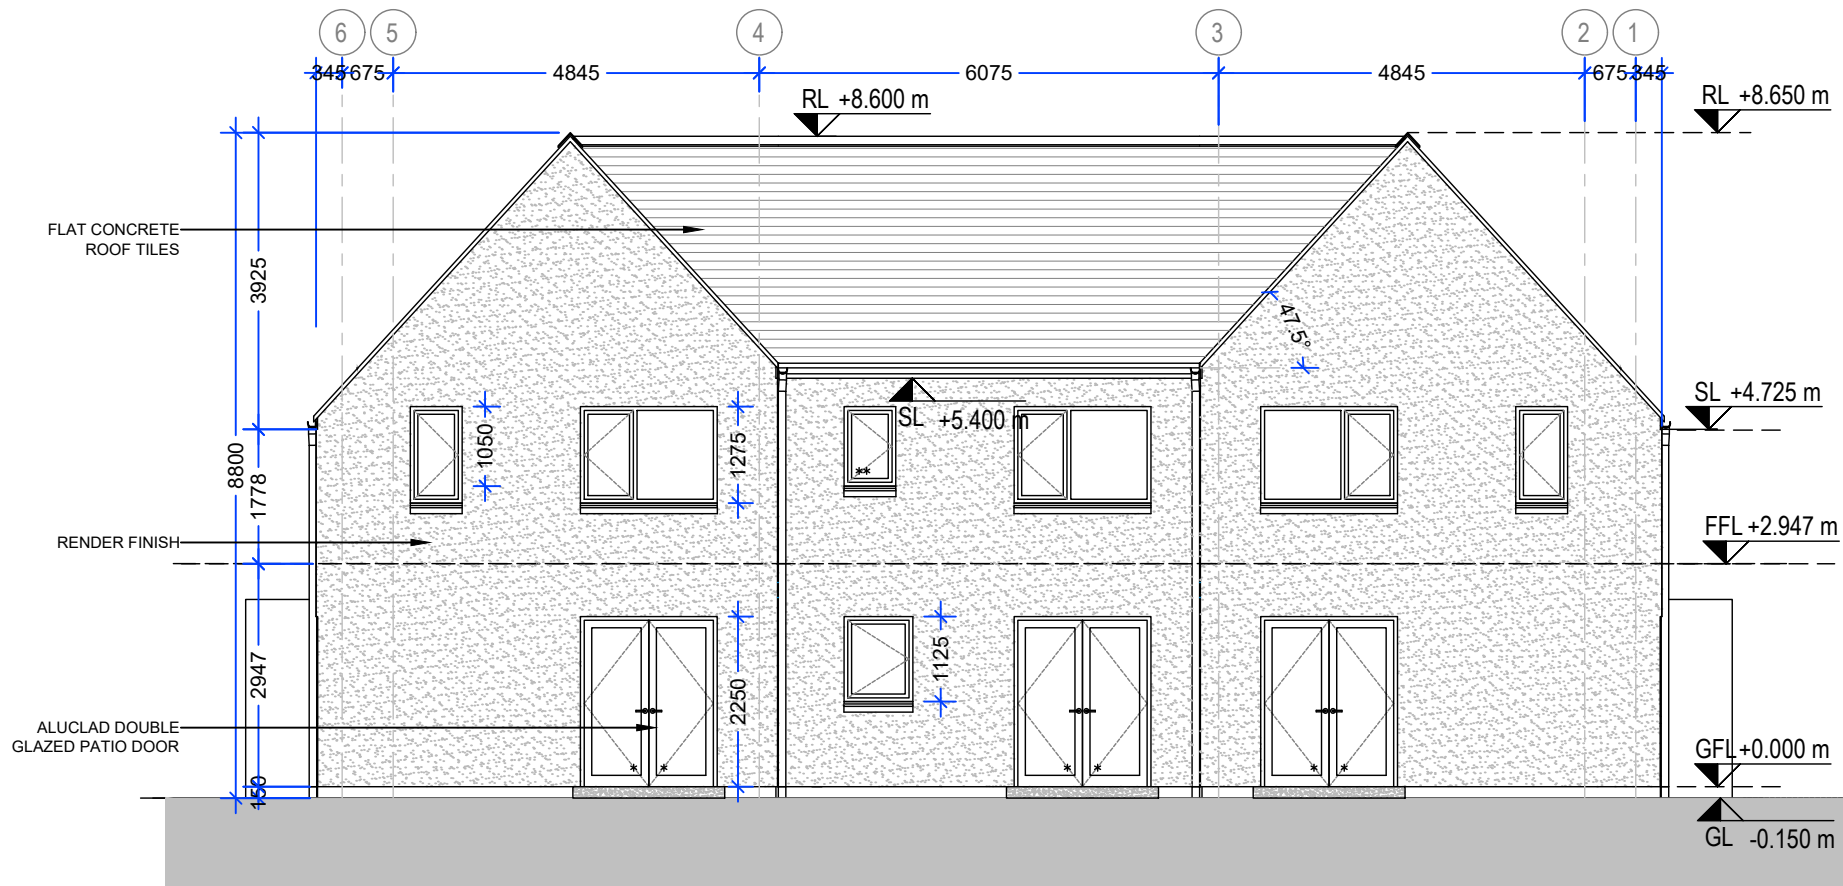 6 5 4 3 2 1
345 675 4845 6075 4845 675 345
RL +8.600 m
RL +8.650 m
FLAT CONCRETE
ROOF TILES
3925
47.5°
SL +4.725 m
SL +5.400 m
8800
1778
1050
1275
FFL +2.947 m
RENDER FINISH
2947
2250
1125
ALUCLAD DOUBLE
GLAZED PATIO DOOR
GFL +0.000 m
150
GL -0.150 m